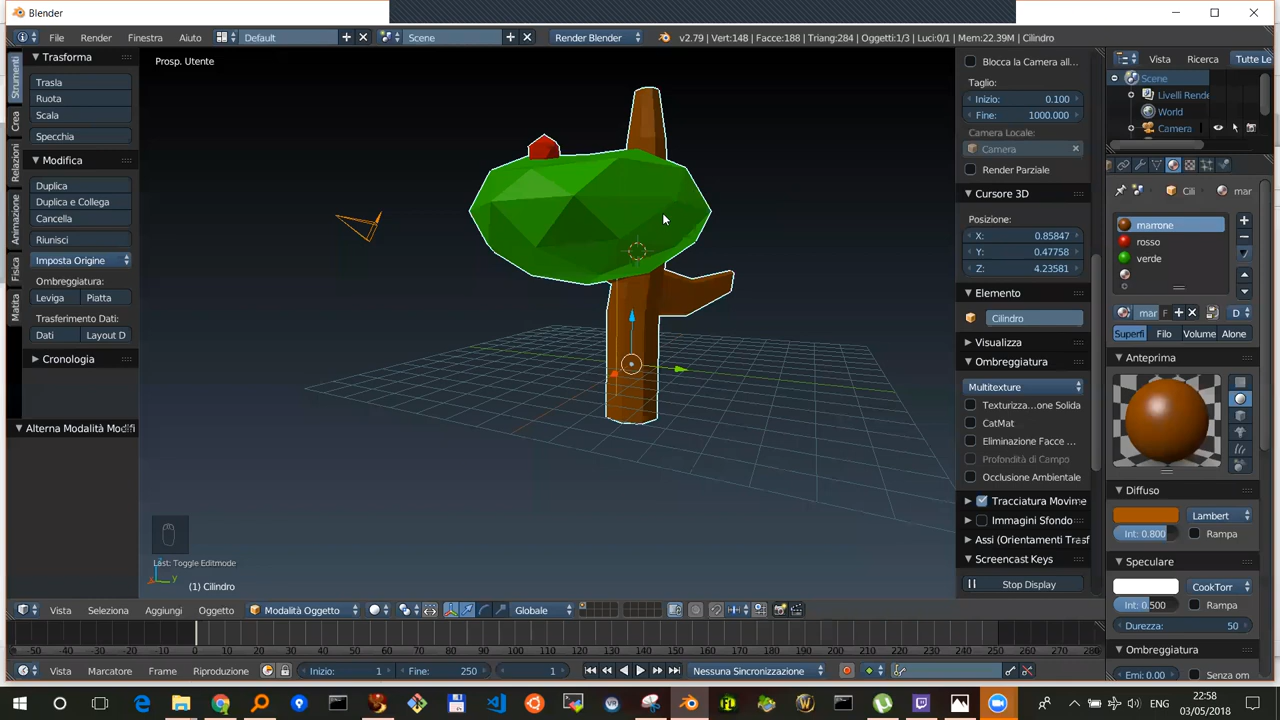 Blender
File Render Finestra Aiuto Default Scene Render Blender v2.79 | Vert:148 | Facce:188 | Triang:284 | Oggetti:1/3 | Luci:0/1 | Mem:22.39M | Cilindro
Strumenti
Crea
Relazioni
Animazione
Fisica
Matita
Trasforma
Trasla
Ruota
Scala
Specchia
Modifica
Duplica
Duplica e Collega
Cancella
Riunisci
Imposta Origine
Ombreggiatura:
Leviga Piatta
Trasferimento Dati:
Dati Layout D
Cronologia
Alterna Modalità Modifi
Prosp. Utente
Last: Toggle Editmode
x y
(1) Cilindro
Blocca la Camera all...
Taglio:
Inizio: 0.100
Fine: 1000.000
Camera Locale:
Camera
Render Parziale
Cursore 3D
Posizione:
X: 0.85847
Y: 0.47758
Z: 4.23581
Elemento
Cilindro
Visualizza
Ombreggiatura
Multitexture
Texturizza...one Solida
CatMat
Eliminazione Facce ...
Profondità di Campo
Occlusione Ambientale
Tracciatura Movime
Immagini Sfondo
Assi (Orientamenti Trasf
Screencast Keys
Stop Display
Vista Ricerca Tutte Le
Scene
Livelli Rende
World
Camera
Cili mar
marrone
rosso
verde
mar D
Superfi Filo Volume Alone
Anteprima
Diffuso
Lambert
Int: 0.800 Rampa
Speculare
CookTorr
Int: 0.500 Rampa
Durezza: 50
Ombreggiatura
Emi: 0.00 Senza om
Vista Seleziona Aggiungi Oggetto Modalità Oggetto Globale
-50 -40 -30 -20 -10 0 10 20 30 40 50 60 70 80 90 100 110 120 130 140 150 160 170 180 190 200 210 220 230 240 250 260 270 280
Vista Marcatore Frame Riproduzione Inizio: 1 Fine: 250 1 Nessuna Sincronizzazione
ENG
22:58
03/05/2018